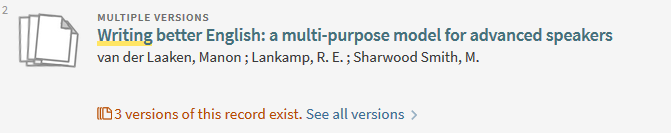 2
MULTIPLE VERSIONS
Writing better English: a multi-purpose model for advanced speakers
van der Laaken, Manon ; Lankamp, R. E. ; Sharwood Smith, M.
3 versions of this record exist. See all versions >